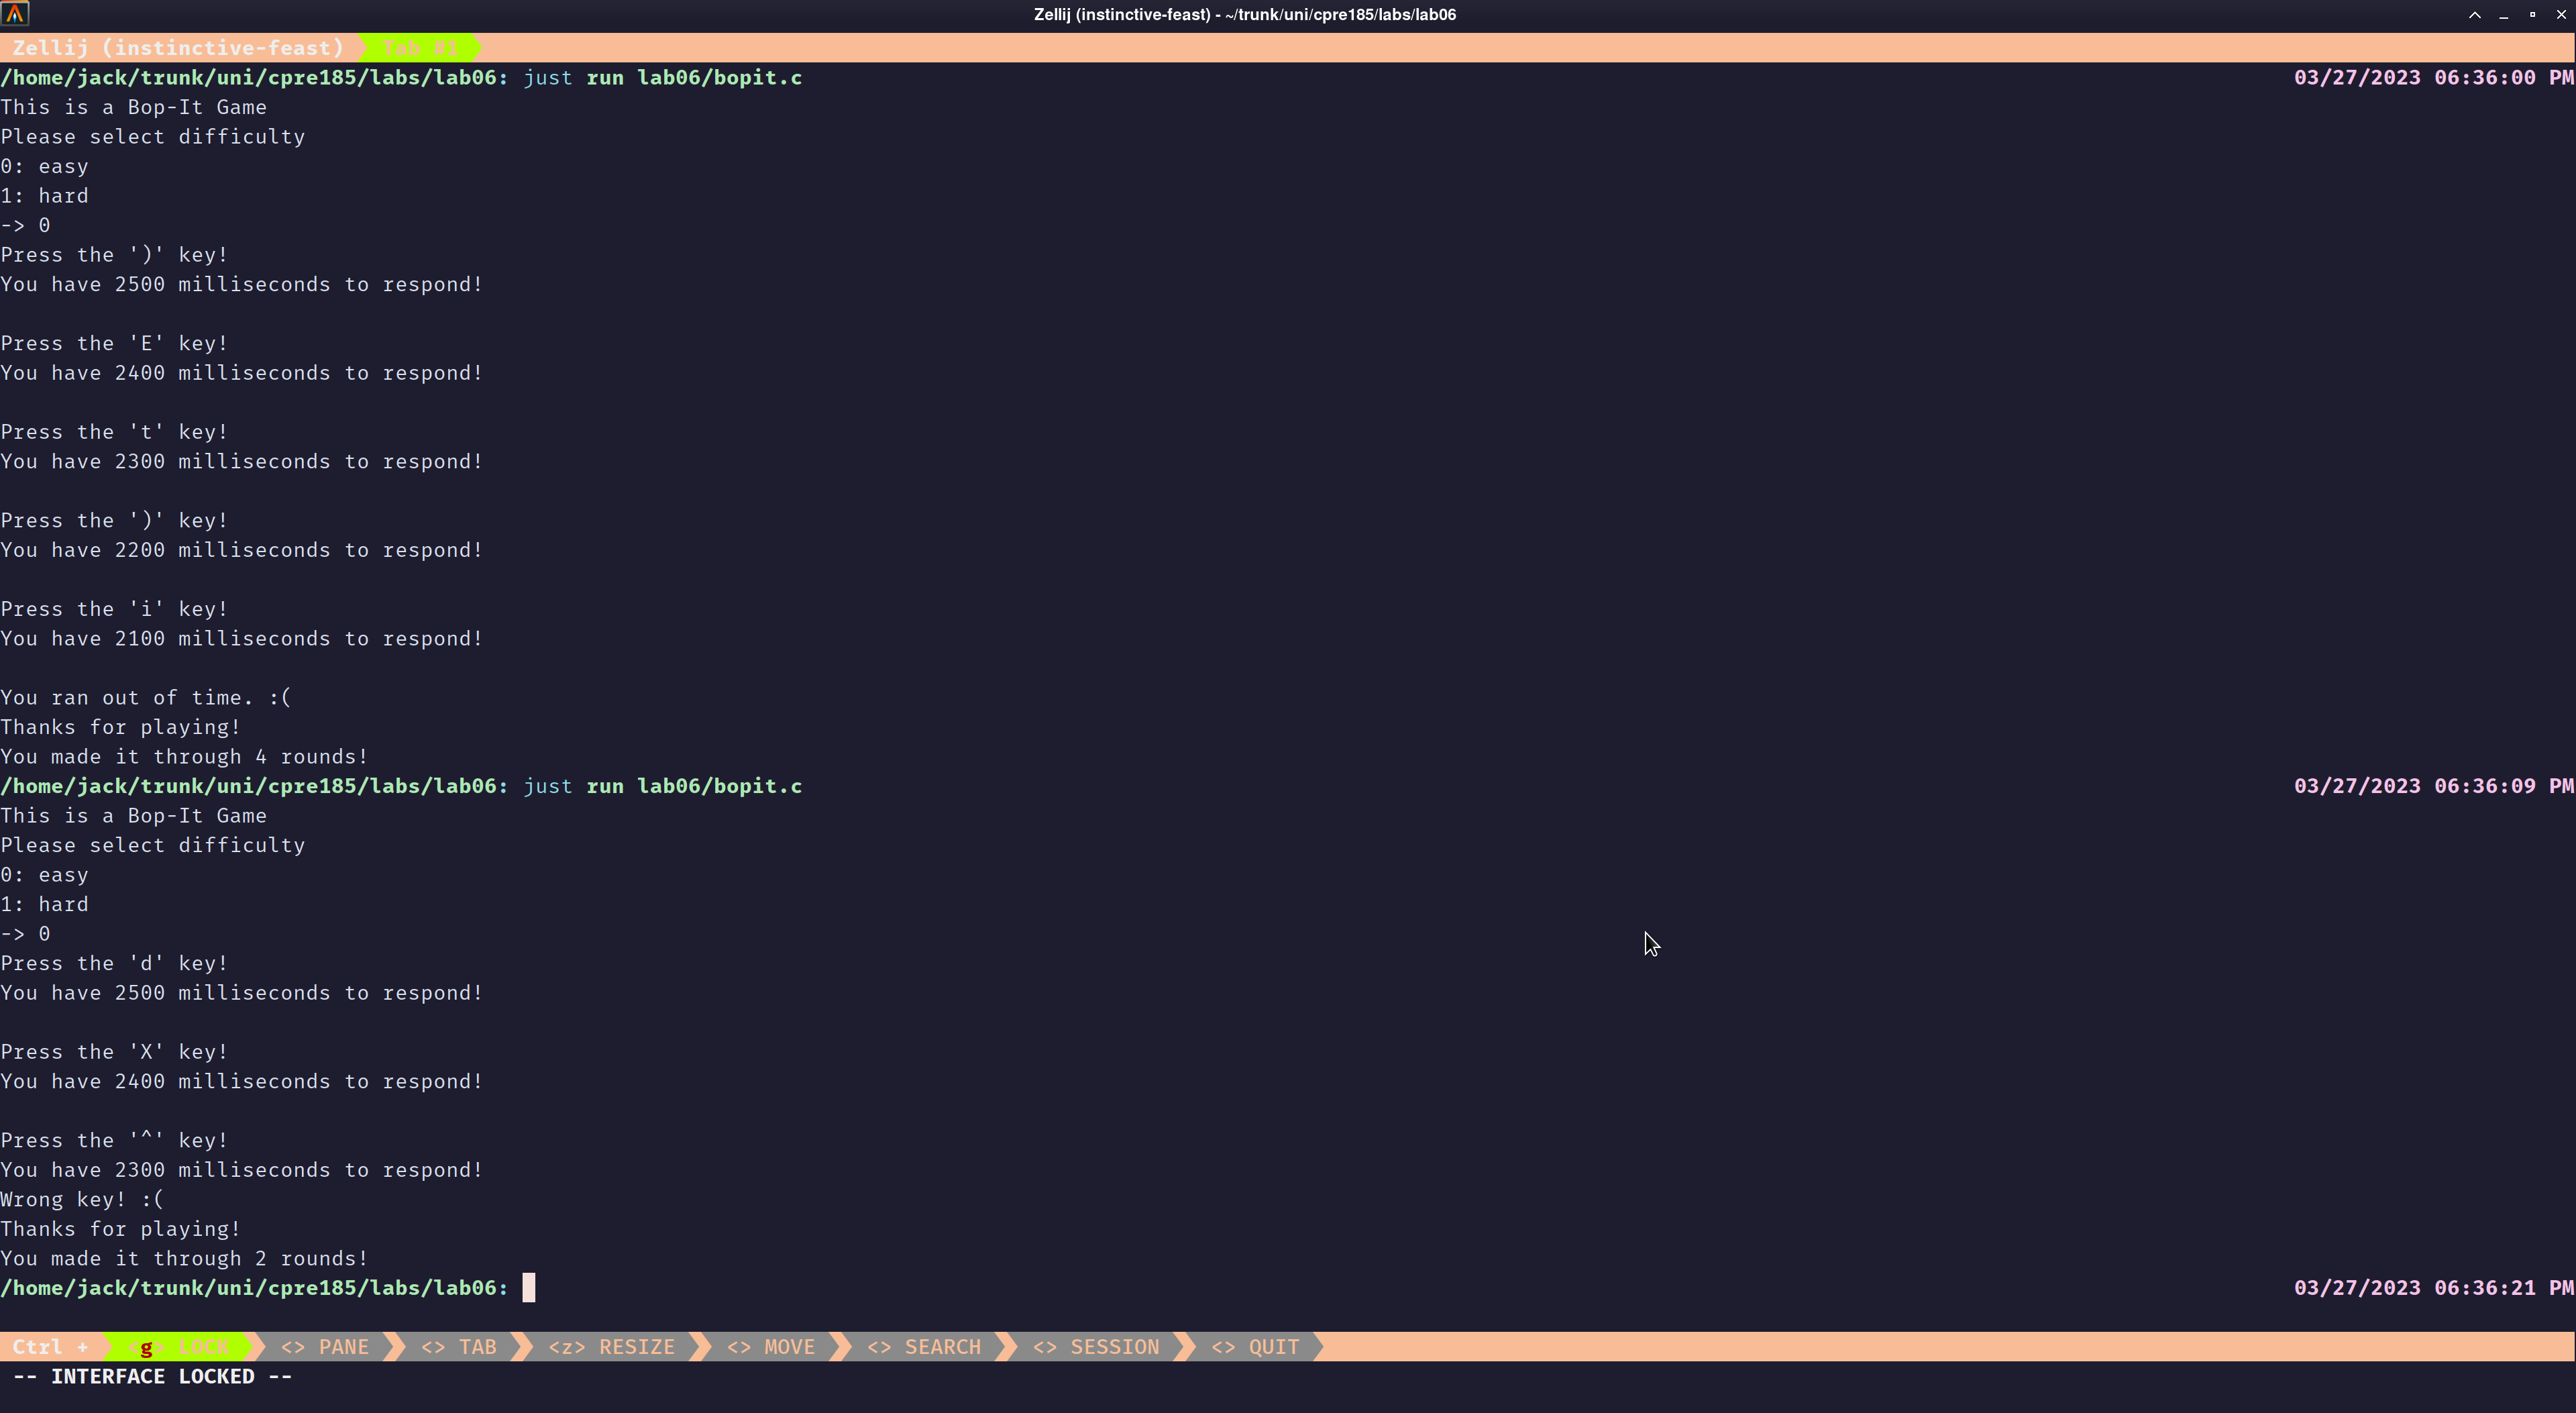 Zellij (instinctive-feast) - ~/trunk/uni/cpre185/labs/lab06
Zellij (instinctive-feast) Tab #1
/home/jack/trunk/uni/cpre185/labs/lab06: just run lab06/bopit.c 03/27/2023 06:36:00 PM
This is a Bop-It Game
Please select difficulty
0: easy
1: hard
-> 0
Press the ')' key!
You have 2500 milliseconds to respond!
Press the 'E' key!
You have 2400 milliseconds to respond!
Press the 't' key!
You have 2300 milliseconds to respond!
Press the ')' key!
You have 2200 milliseconds to respond!
Press the 'i' key!
You have 2100 milliseconds to respond!
You ran out of time. :(
Thanks for playing!
You made it through 4 rounds!
/home/jack/trunk/uni/cpre185/labs/lab06: just run lab06/bopit.c 03/27/2023 06:36:09 PM
This is a Bop-It Game
Please select difficulty
0: easy
1: hard
-> 0
Press the 'd' key!
You have 2500 milliseconds to respond!
Press the 'X' key!
You have 2400 milliseconds to respond!
Press the '^' key!
You have 2300 milliseconds to respond!
Wrong key! :(
Thanks for playing!
You made it through 2 rounds!
/home/jack/trunk/uni/cpre185/labs/lab06: 03/27/2023 06:36:21 PM
Ctrl + <g> LOCK <> PANE <> TAB <z> RESIZE <> MOVE <> SEARCH <> SESSION <> QUIT
-- INTERFACE LOCKED --